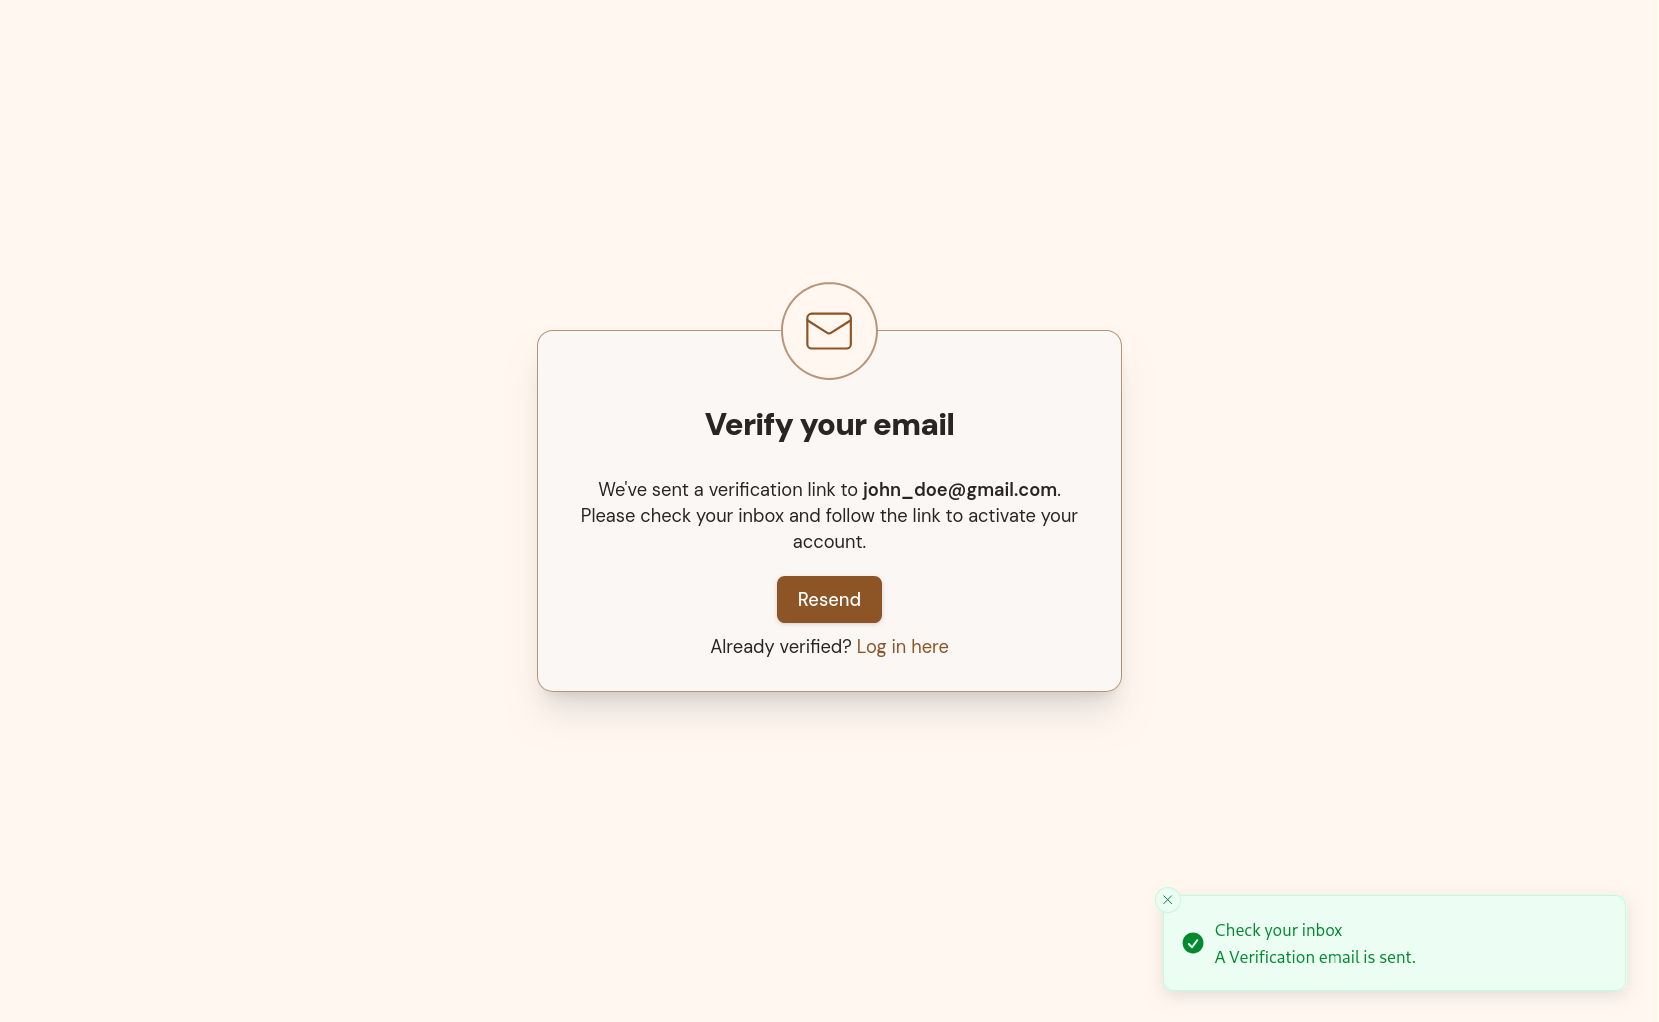 Verify your email
We've sent a verification link to john_doe@gmail.com.
Please check your inbox and follow the link to activate your
account.
Resend
Already verified? Log in here
Check your inbox
A Verification email is sent.